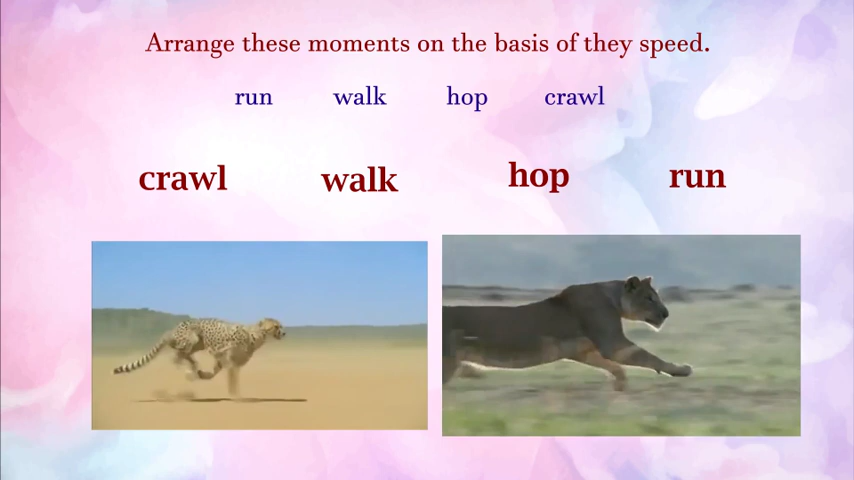 Arrange these moments on the basis of they speed.
run walk hop crawl
crawl walk hop run